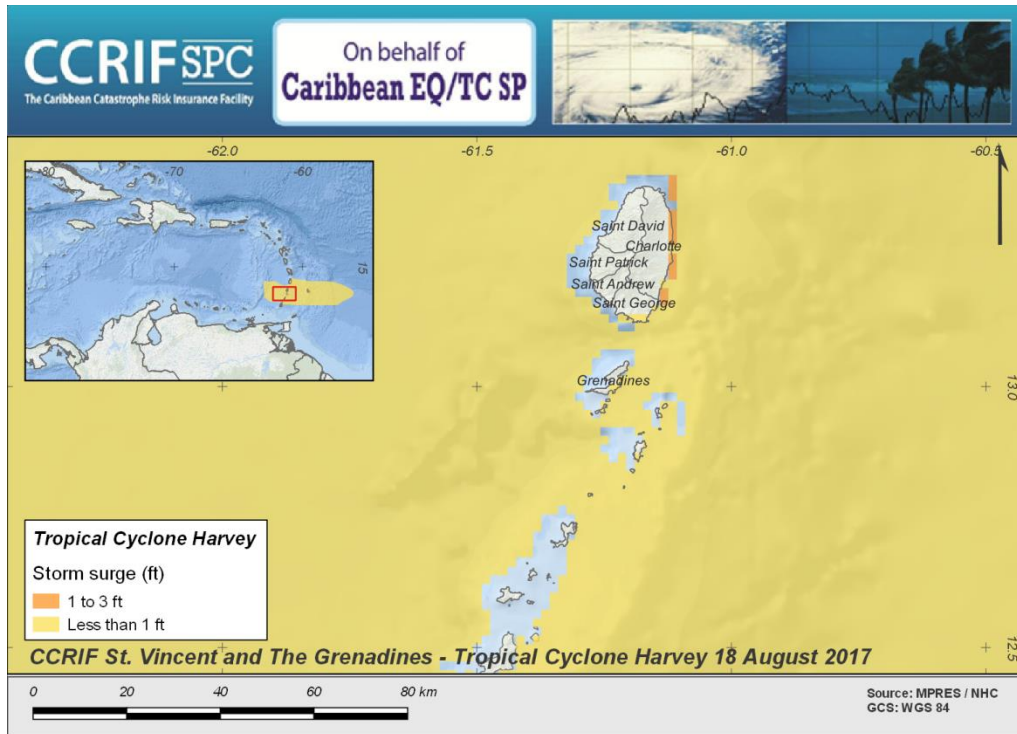 CCRIF SPC
The Caribbean Catastrophe Risk Insurance Facility
On behalf of
Caribbean EQ/TC SP
-62.0
-61.5
-61.0
-60.5
-80
-70
-60
15
Saint David
Charlotte
Saint Patrick
Saint Andrew
Saint George
Grenadines
13.0
12.5
Tropical Cyclone Harvey
Storm surge (ft)
1 to 3 ft
Less than 1 ft
CCRIF St. Vincent and The Grenadines - Tropical Cyclone Harvey 18 August 2017
0 20 40 60 80 km
Source: MPRES / NHC
GCS: WGS 84